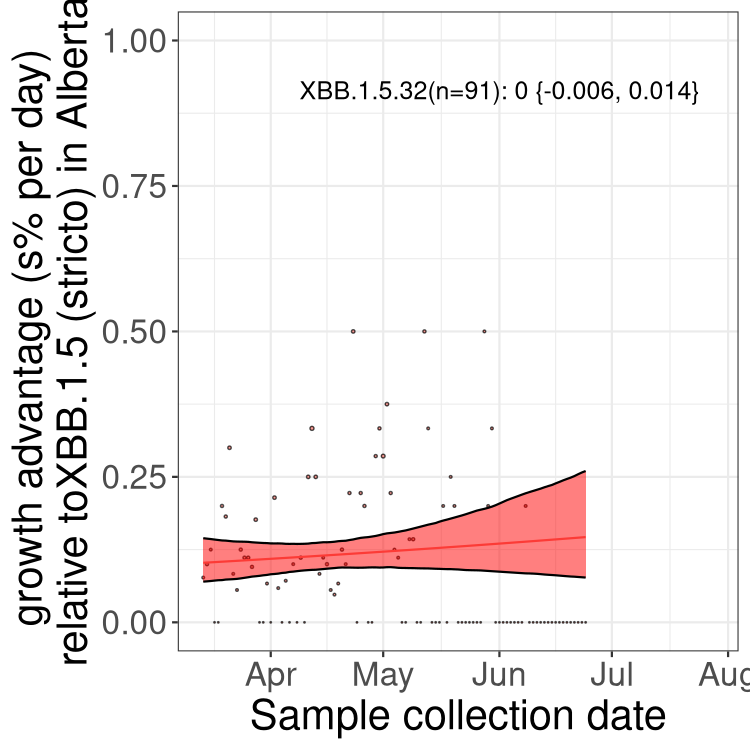 growth advantage (s% per day)
relative toXBB.1.5 (stricto) in Alberta
1.00
0.75
0.50
0.25
0.00
XBB.1.5.32(n=91): 0 {-0.006, 0.014}
Apr May Jun Jul Aug
Sample collection date